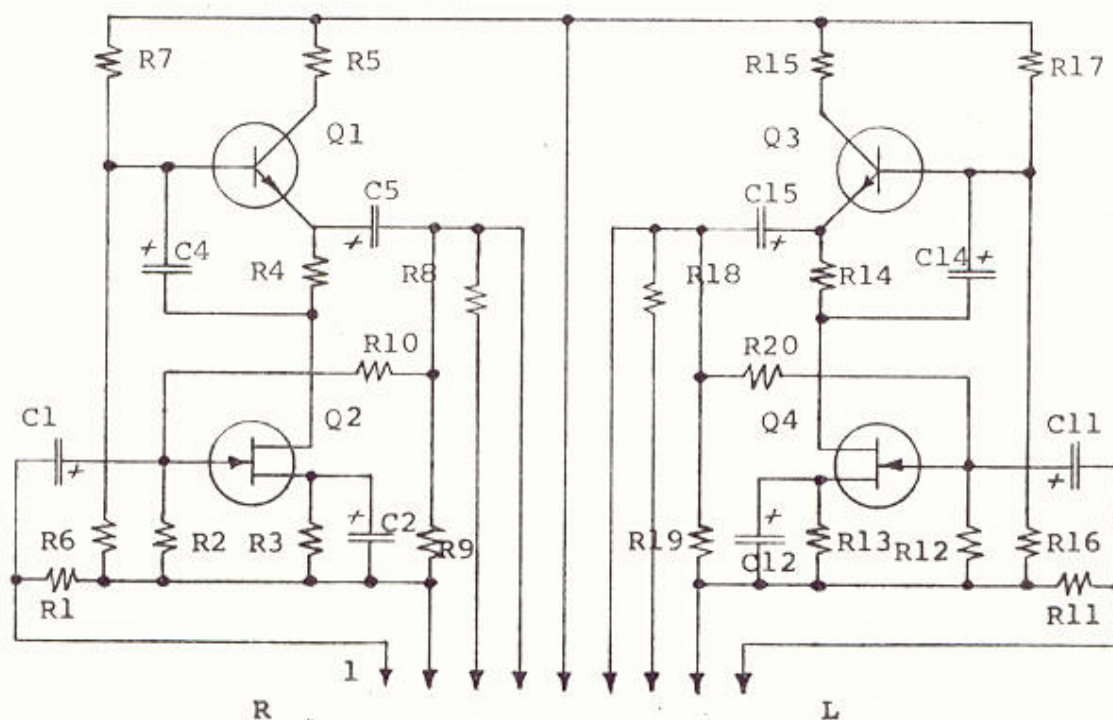 R7
R5
R15
R17
Q1
Q3
C5
C15
+
+
+ C4
R4
R8
R18
R14
C14 +
R10
R20
C1
Q2
Q4
C11
+
+
+
+
R6
R2
R3
C2
R9
R19
C12
R13
R12
R16
R1
R11
1
R
L